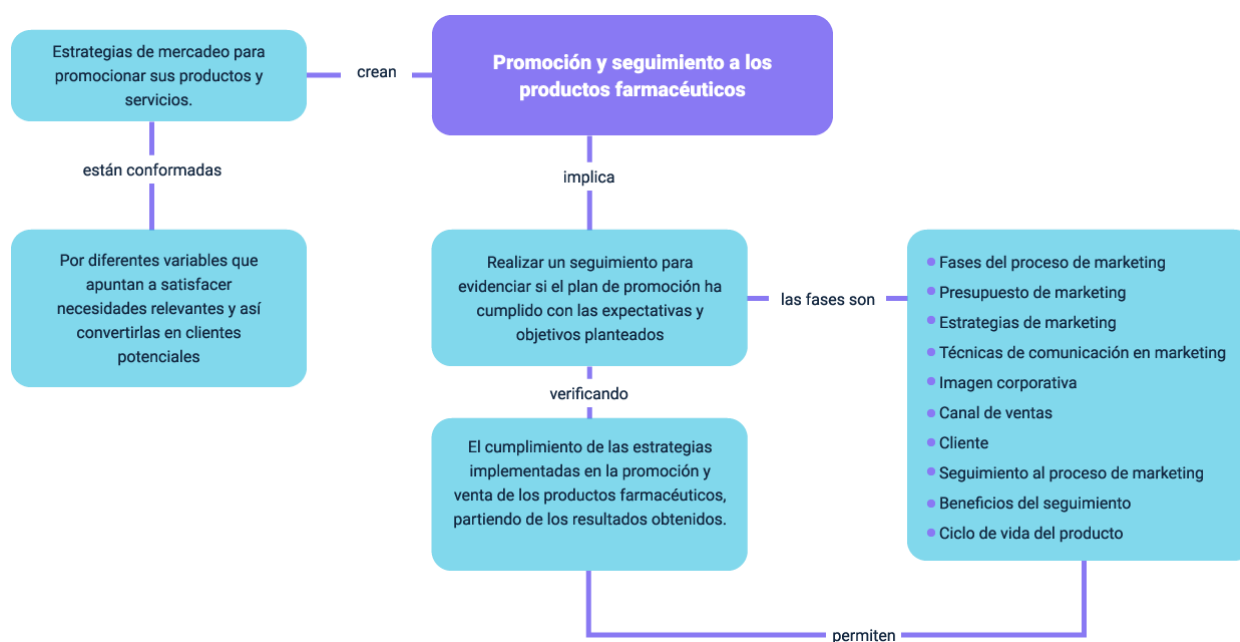 Promoción y seguimiento a los
productos farmacéuticos
crean
Estrategias de mercadeo para
promocionar sus productos y
servicios.
están conformadas
Por diferentes variables que
apuntan a satisfacer
necesidades relevantes y así
convertirlas en clientes
potenciales
implica
Realizar un seguimiento para
evidenciar si el plan de promoción ha
cumplido con las expectativas y
objetivos planteados
las fases son
Fases del proceso de marketing
Presupuesto de marketing
Estrategias de marketing
Técnicas de comunicación en marketing
Imagen corporativa
Canal de ventas
Cliente
Seguimiento al proceso de marketing
Beneficios del seguimiento
Ciclo de vida del producto
verificando
El cumplimiento de las estrategias
implementadas en la promoción y
venta de los productos farmacéuticos,
partiendo de los resultados obtenidos.
permiten